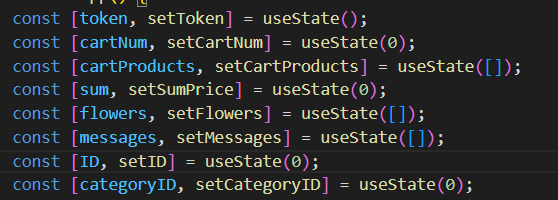 const [token, setToken] = useState();
const [cartNum, setCartNum] = useState(0);
const [cartProducts, setCartProducts] = useState([]);
const [sum, setSumPrice] = useState(0);
const [flowers, setFlowers] = useState([]);
const [messages, setMessages] = useState([]);
const [ID, setID] = useState(0);
const [categoryID, setCategoryID] = useState(0);